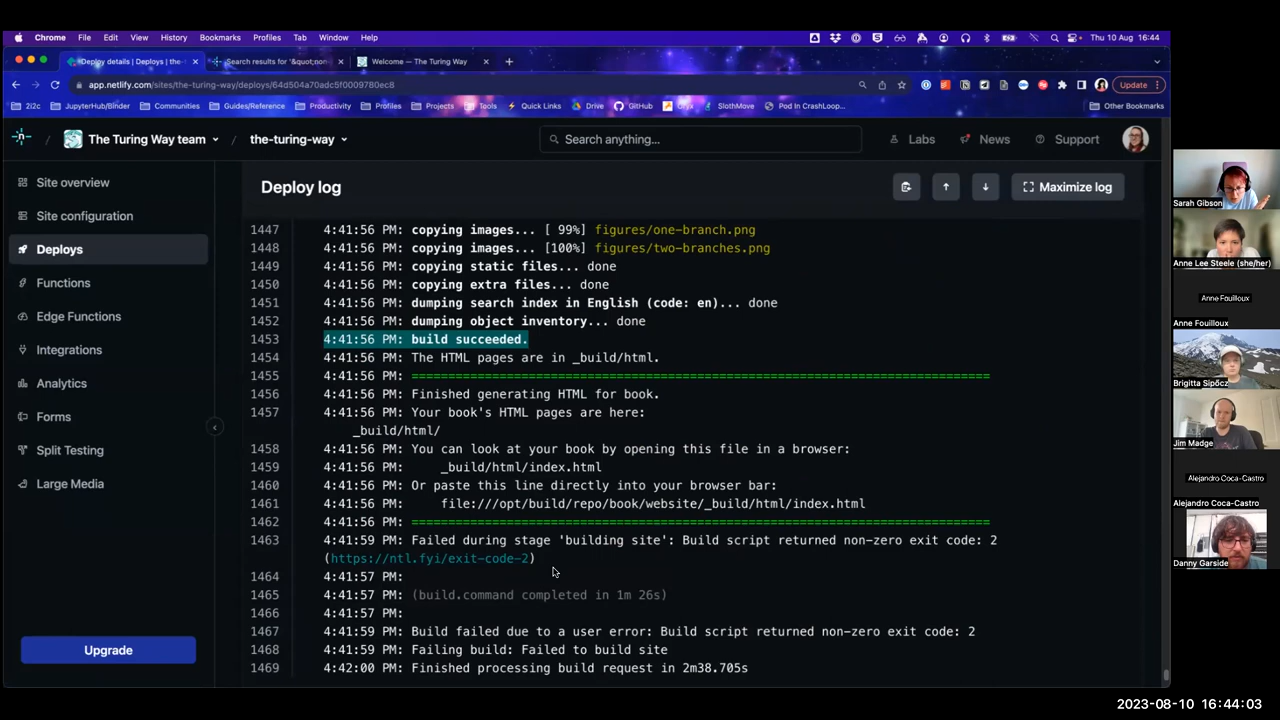 Chrome File Edit View History Bookmarks Profiles Tab Window Help Thu 10 Aug 16:44
Deploy details | Deploys | the- Search results for '&quot;non- Welcome — The Turing Way
app.netlify.com/sites/the-turing-way/deploys/64d504a70adc5f0009780ec8 Update
2i2c JupyterHub/Binder Communities Guides/Reference Productivity Profiles Projects Tools Quick Links Drive GitHub SlothMove Pod In CrashLoop... Other Bookmarks
The Turing Way team / the-turing-way Search anything... Labs News Support
Site overview
Site configuration
Deploys
Functions
Edge Functions
Integrations
Analytics
Forms
Split Testing
Large Media
Upgrade
Deploy log Maximize log
1447 4:41:56 PM: copying images... [ 99%] figures/one-branch.png
1448 4:41:56 PM: copying images... [100%] figures/two-branches.png
1449 4:41:56 PM: copying static files... done
1450 4:41:56 PM: copying extra files... done
1451 4:41:56 PM: dumping search index in English (code: en)... done
1452 4:41:56 PM: dumping object inventory... done
1453 4:41:56 PM: build succeeded.
1454 4:41:56 PM: The HTML pages are in _build/html.
1455 4:41:56 PM: ===============================================================================
1456 4:41:56 PM: Finished generating HTML for book.
1457 4:41:56 PM: Your book's HTML pages are here:
_build/html/
1458 4:41:56 PM: You can look at your book by opening this file in a browser:
1459 4:41:56 PM: _build/html/index.html
1460 4:41:56 PM: Or paste this line directly into your browser bar:
1461 4:41:56 PM: file:///opt/build/repo/book/website/_build/html/index.html
1462 4:41:56 PM: ===============================================================================
1463 4:41:59 PM: Failed during stage 'building site': Build script returned non-zero exit code: 2
(https://ntl.fyi/exit-code-2)
1464 4:41:57 PM:
1465 4:41:57 PM: (build.command completed in 1m 26s)
1466 4:41:57 PM:
1467 4:41:59 PM: Build failed due to a user error: Build script returned non-zero exit code: 2
1468 4:41:59 PM: Failing build: Failed to build site
1469 4:42:00 PM: Finished processing build request in 2m38.705s
Sarah Gibson
Anne Lee Steele (she/her)
Anne Fouilloux
Anne Fouilloux
Brigitta Sipőcz
Jim Madge
Alejandro Coca-Castro
Alejandro Coca-Castro
Danny Garside
2023-08-10 16:44:03